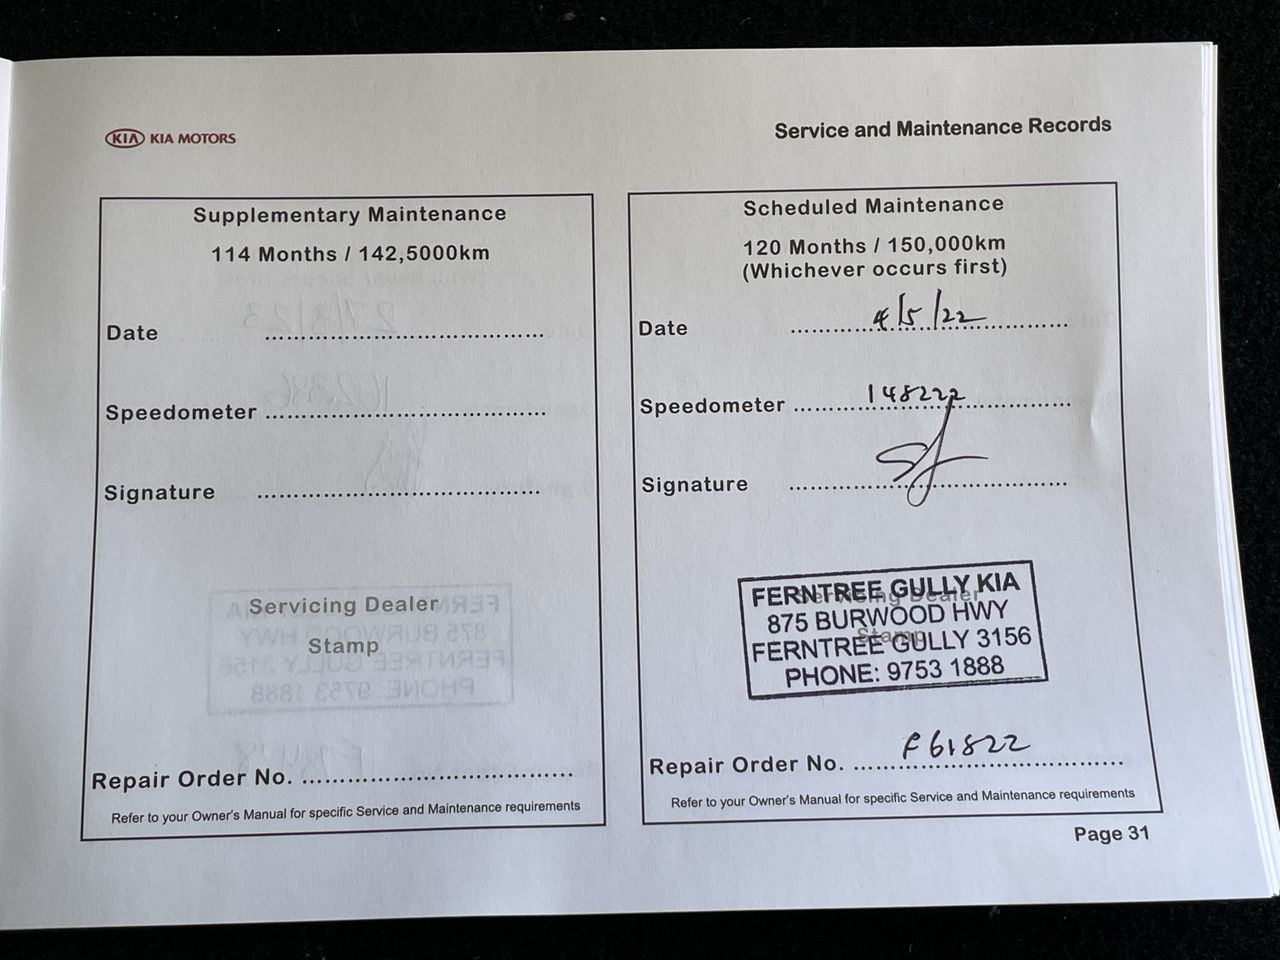 KIA KIA MOTORS
Service and Maintenance Records
Supplementary Maintenance
114 Months / 142,5000km
Date ......................................
Speedometer ......................................
Signature ......................................
Servicing Dealer
Stamp
Repair Order No. ......................................
Refer to your Owner's Manual for specific Service and Maintenance requirements
Scheduled Maintenance
120 Months / 150,000km
(Whichever occurs first)
Date 4/5/22
Speedometer 148222
Signature
Servicing Dealer
Stamp
FERNTREE GULLY KIA
875 BURWOOD HWY
FERNTREE GULLY 3156
PHONE: 9753 1888
Repair Order No. F61822
Refer to your Owner's Manual for specific Service and Maintenance requirements
Page 31